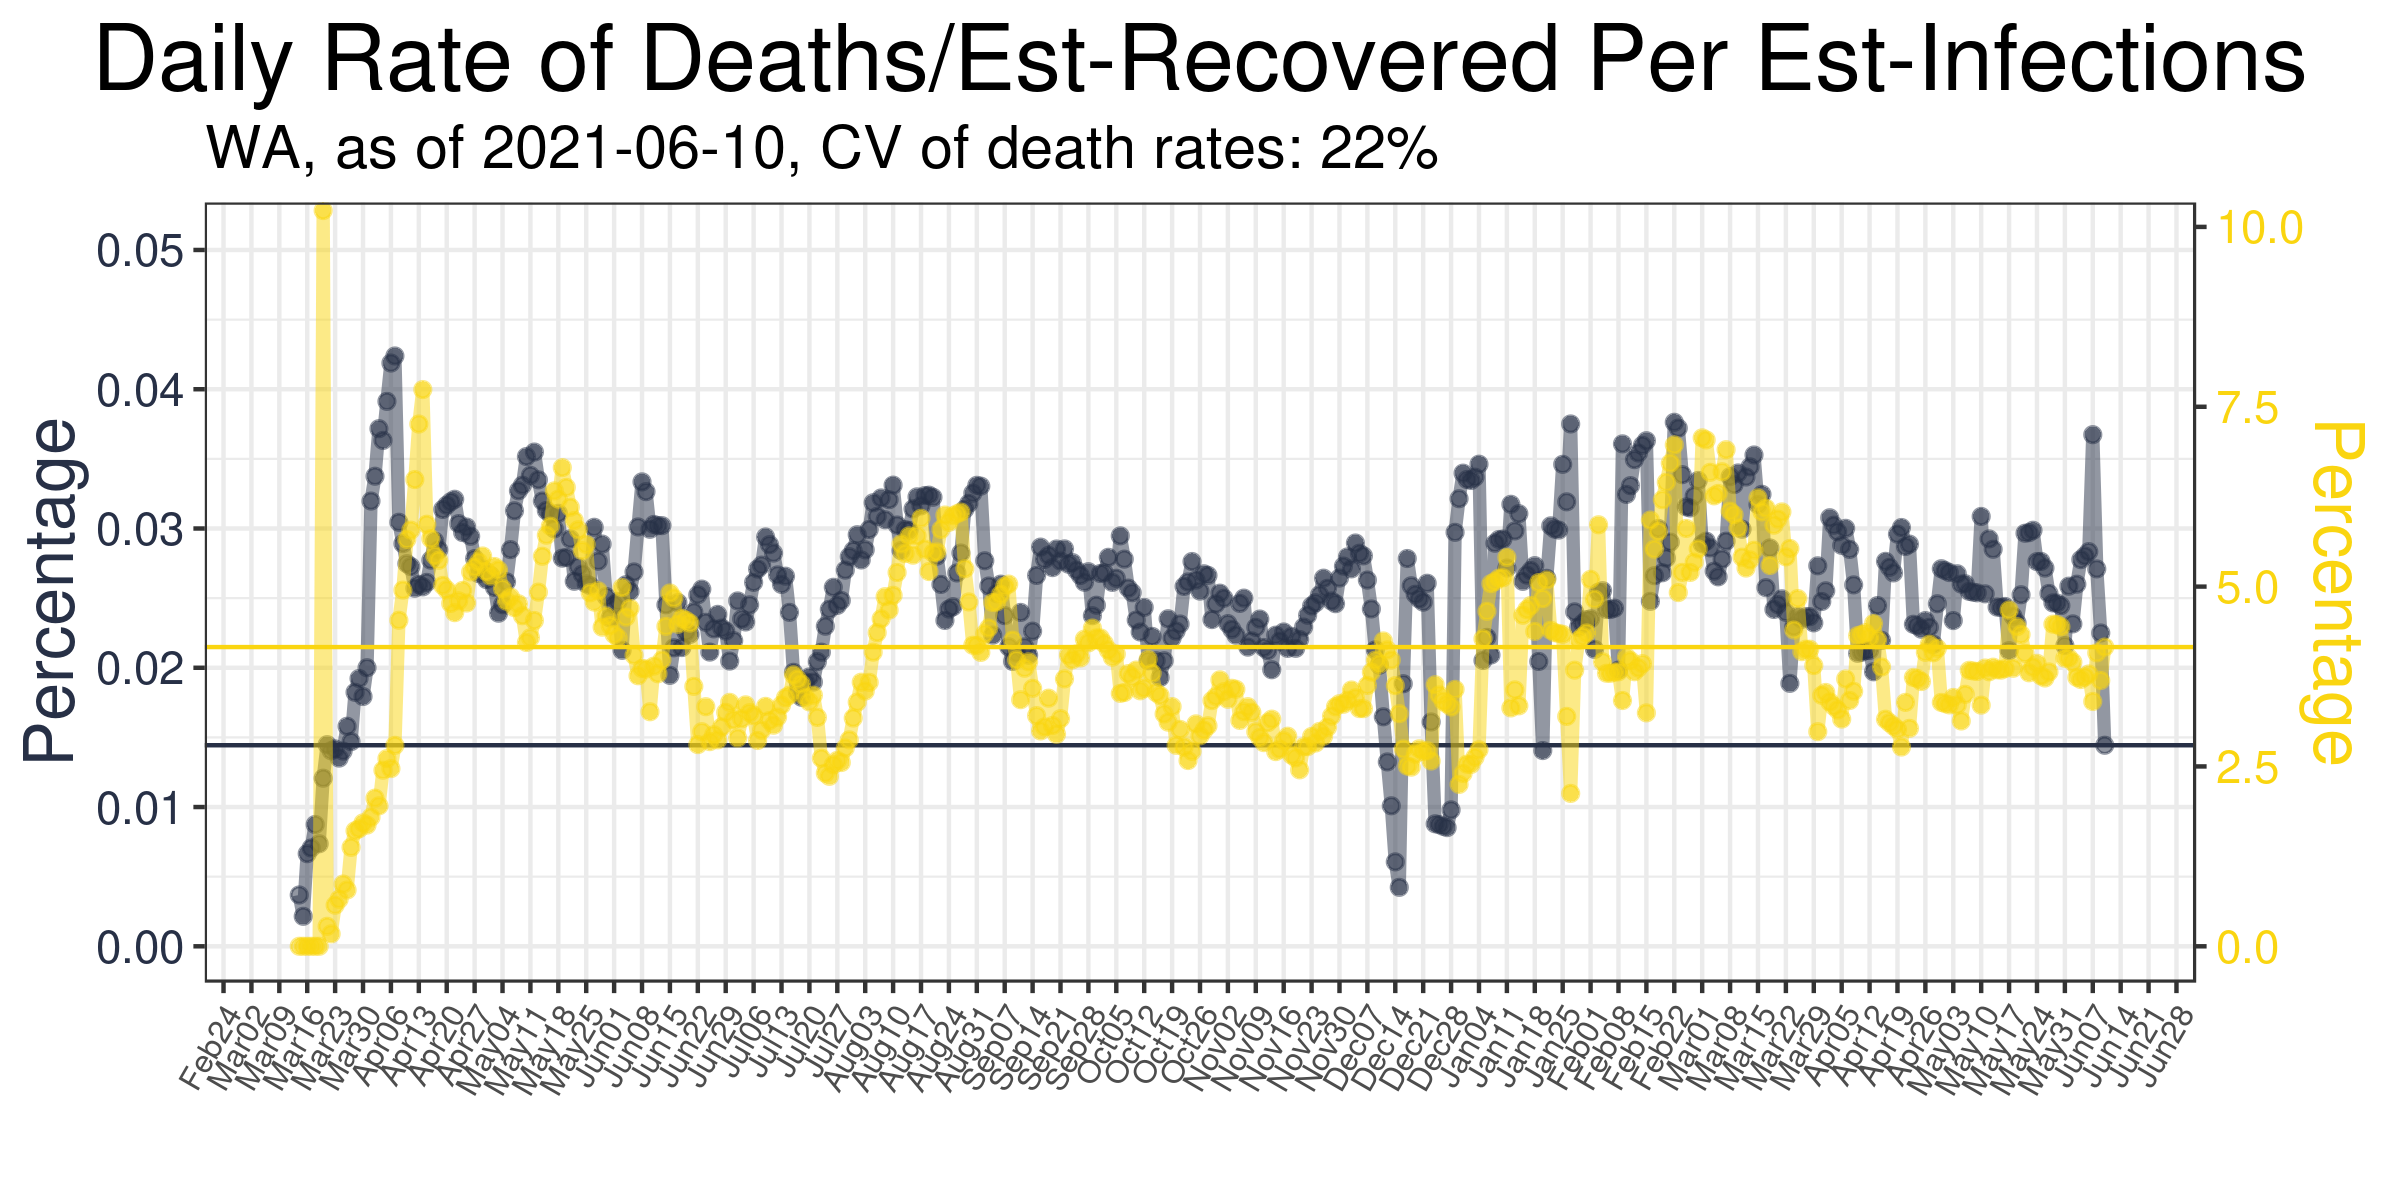 Daily Rate of Deaths/Est-Recovered Per Est-Infections
WA, as of 2021-06-10, CV of death rates: 22%
Percentage
0.05
0.04
0.03
0.02
0.01
0.00
10.0
7.5
5.0
2.5
0.0
Percentage
Feb24
Mar02
Mar09
Mar16
Mar23
Mar30
Apr06
Apr13
Apr20
Apr27
May04
May11
May18
May25
Jun01
Jun08
Jun15
Jun22
Jun29
Jul06
Jul13
Jul20
Jul27
Aug03
Aug10
Aug17
Aug24
Aug31
Sep07
Sep14
Sep21
Sep28
Oct05
Oct12
Oct19
Oct26
Nov02
Nov09
Nov16
Nov23
Nov30
Dec07
Dec14
Dec21
Dec28
Jan04
Jan11
Jan18
Jan25
Feb01
Feb08
Feb15
Feb22
Mar01
Mar08
Mar15
Mar22
Mar29
Apr05
Apr12
Apr19
Apr26
May03
May10
May17
May24
May31
Jun07
Jun14
Jun21
Jun28